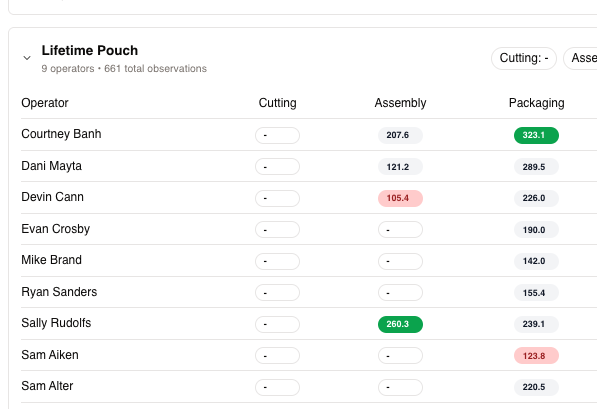 Lifetime Pouch
9 operators • 661 total observations
Cutting: -
Asse
Operator Cutting Assembly Packaging
Courtney Banh - 207.6 323.1
Dani Mayta - 121.2 289.5
Devin Cann - 105.4 226.0
Evan Crosby - - 190.0
Mike Brand - - 142.0
Ryan Sanders - - 155.4
Sally Rudolfs - 260.3 239.1
Sam Aiken - - 123.8
Sam Alter - - 220.5